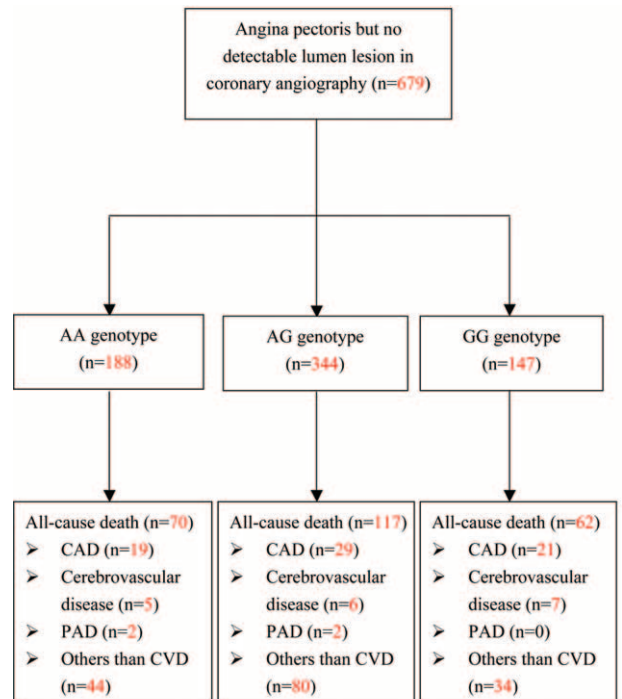 Angina pectoris but no
detectable lumen lesion in
coronary angiography (n=679)
AA genotype
(n=188)
AG genotype
(n=344)
GG genotype
(n=147)
All-cause death (n=70)
➢ CAD (n=19)
➢ Cerebrovascular
disease (n=5)
➢ PAD (n=2)
➢ Others than CVD
(n=44)
All-cause death (n=117)
➢ CAD (n=29)
➢ Cerebrovascular
disease (n=6)
➢ PAD (n=2)
➢ Others than CVD
(n=80)
All-cause death (n=62)
➢ CAD (n=21)
➢ Cerebrovascular
disease (n=7)
➢ PAD (n=0)
➢ Others than CVD
(n=34)